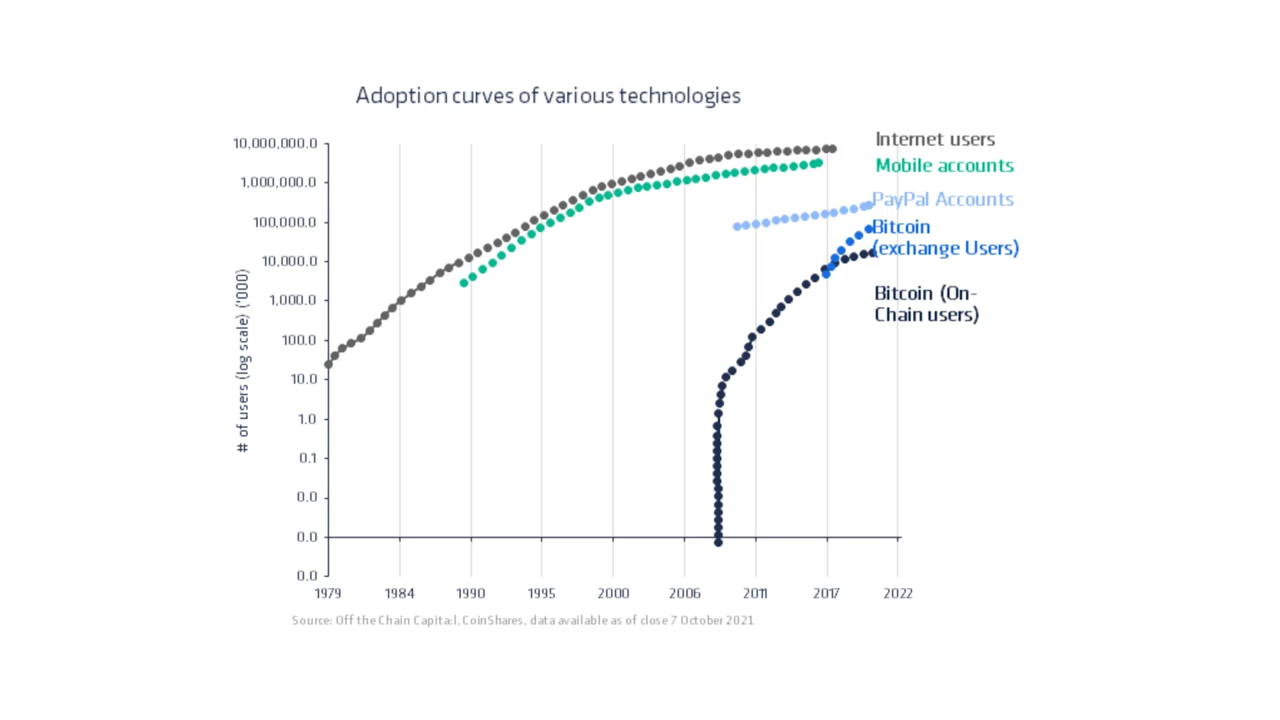 Adoption curves of various technologies
10,000,000.0
1,000,000.0
100,000.0
10,000.0
1,000.0
100.0
10.0
1.0
0.1
0.0
0.0
0.0
# of users (log scale) ('000)
1979 1984 1990 1995 2000 2006 2011 2017 2022
Internet users
Mobile accounts
PayPal Accounts
Bitcoin
(exchange Users)
Bitcoin (On-
Chain users)
Source: Off the Chain Capita:l, CoinShares, data available as of close 7 October 2021